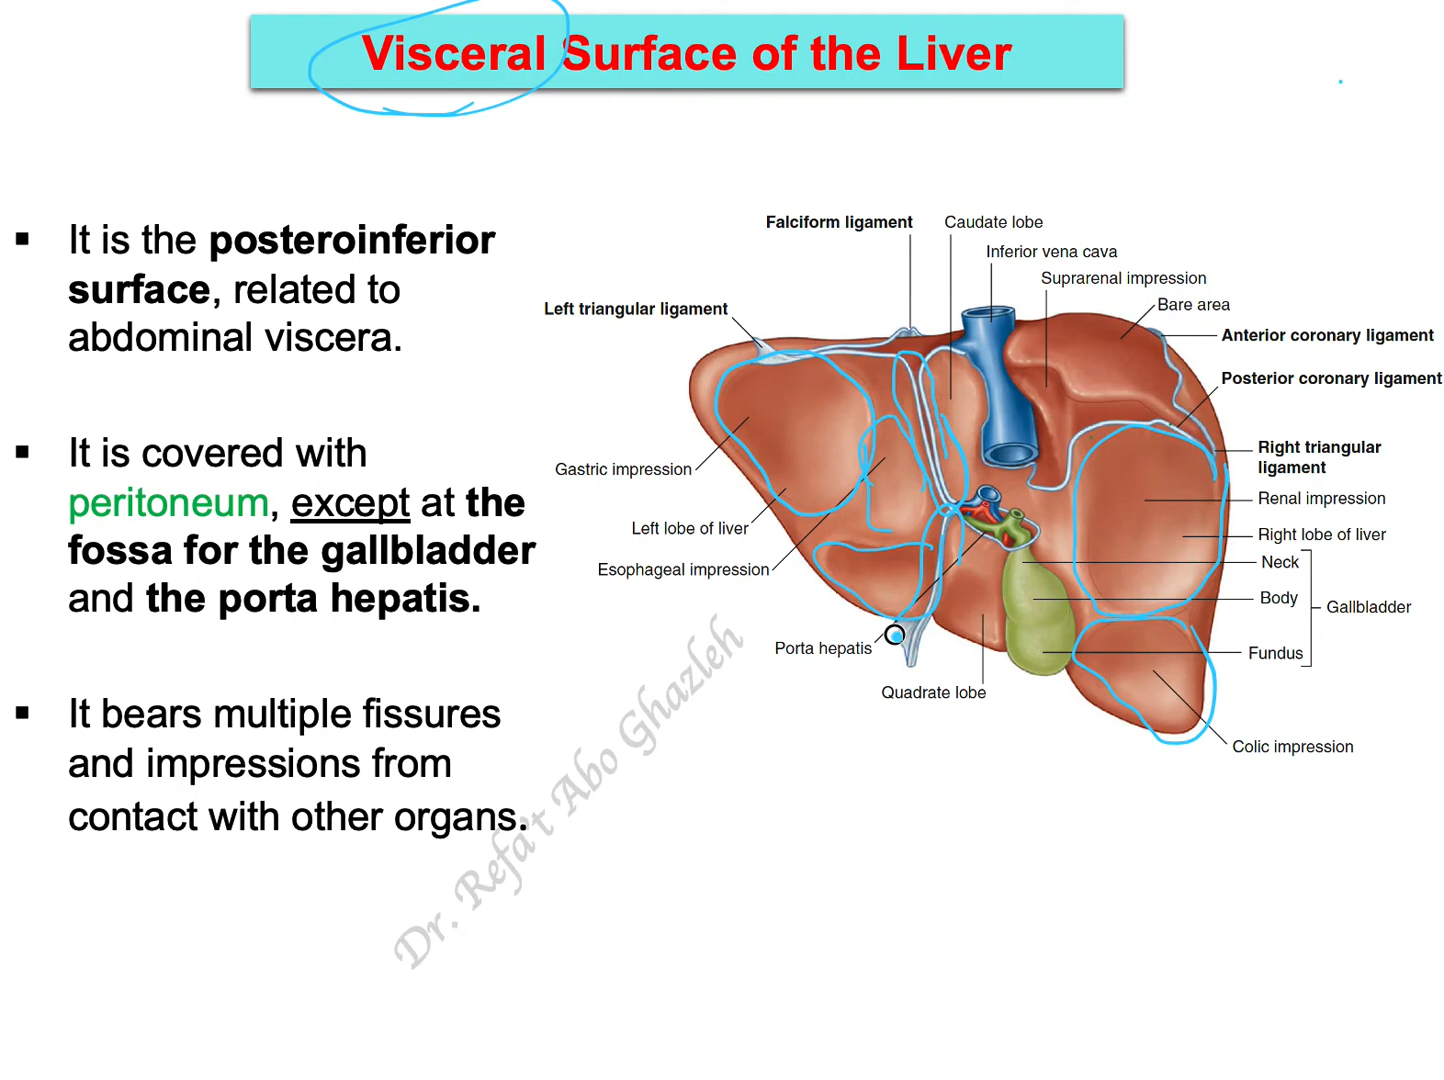 Visceral Surface of the Liver
▪ It is the posteroinferior
surface, related to
abdominal viscera.
▪ It is covered with
peritoneum, except at the
fossa for the gallbladder
and the porta hepatis.
▪ It bears multiple fissures
and impressions from
contact with other organs.
Falciform ligament
Caudate lobe
Inferior vena cava
Suprarenal impression
Bare area
Left triangular ligament
Anterior coronary ligament
Posterior coronary ligament
Right triangular
ligament
Gastric impression
Renal impression
Left lobe of liver
Right lobe of liver
Esophageal impression
Neck
Body
Gallbladder
Porta hepatis
Fundus
Quadrate lobe
Colic impression
Dr. Refa't Abo Ghazleh